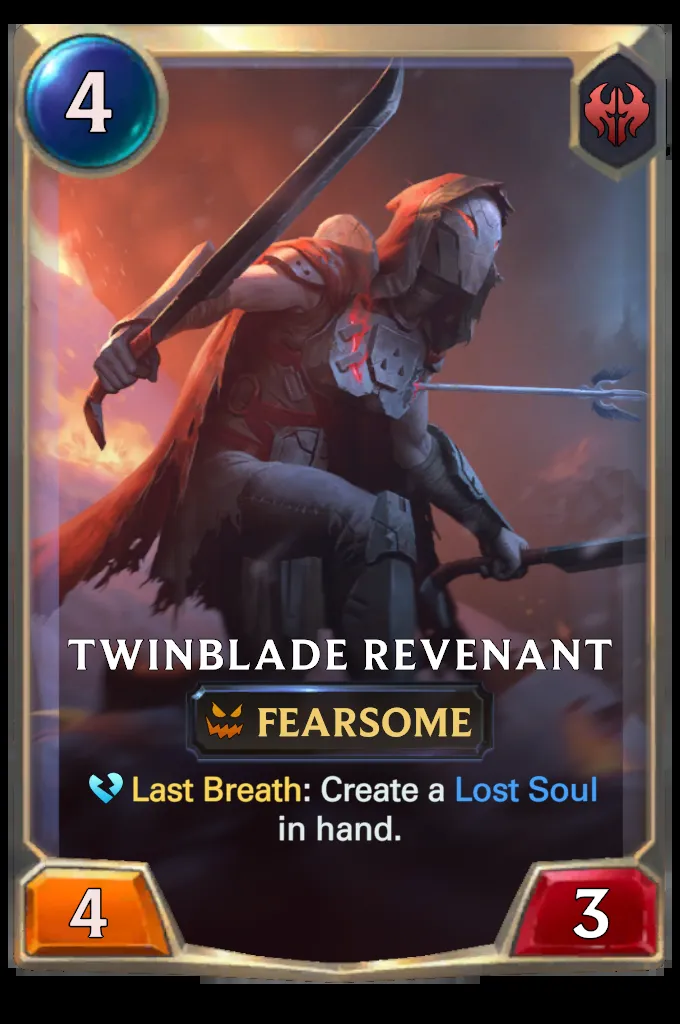 4
TWINBLADE REVENANT
FEARSOME
Last Breath: Create a Lost Soul
in hand.
4 3